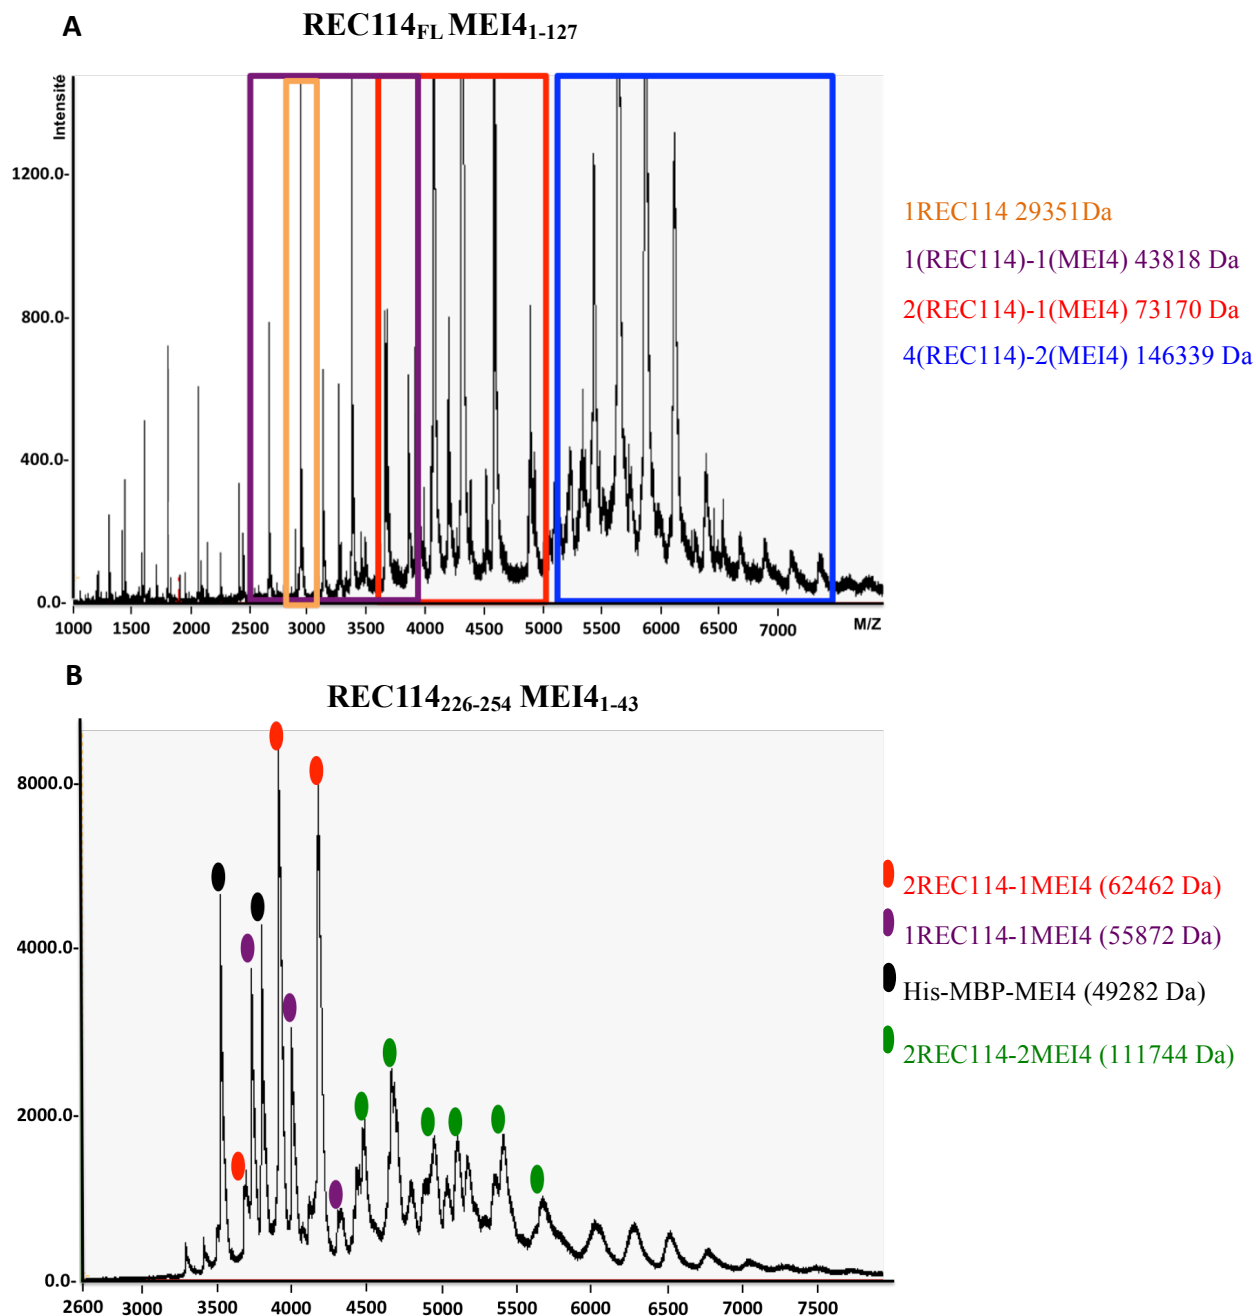 A
REC114FL MEI41-127
Intensité
1200.0-
800.0-
400.0-
0.0-
1000 1500 2000 2500 3000 3500 4000 4500 5000 5500 6000 6500 7000 M/Z
1REC114 29351Da
1(REC114)-1(MEI4) 43818 Da
2(REC114)-1(MEI4) 73170 Da
4(REC114)-2(MEI4) 146339 Da
B
REC114226-254 MEI41-43
8000.0-
4000.0-
2000.0-
0.0-
2600 3000 3500 4000 4500 5000 5500 6000 6500 7000 7500
2REC114-1MEI4 (62462 Da)
1REC114-1MEI4 (55872 Da)
His-MBP-MEI4 (49282 Da)
2REC114-2MEI4 (111744 Da)